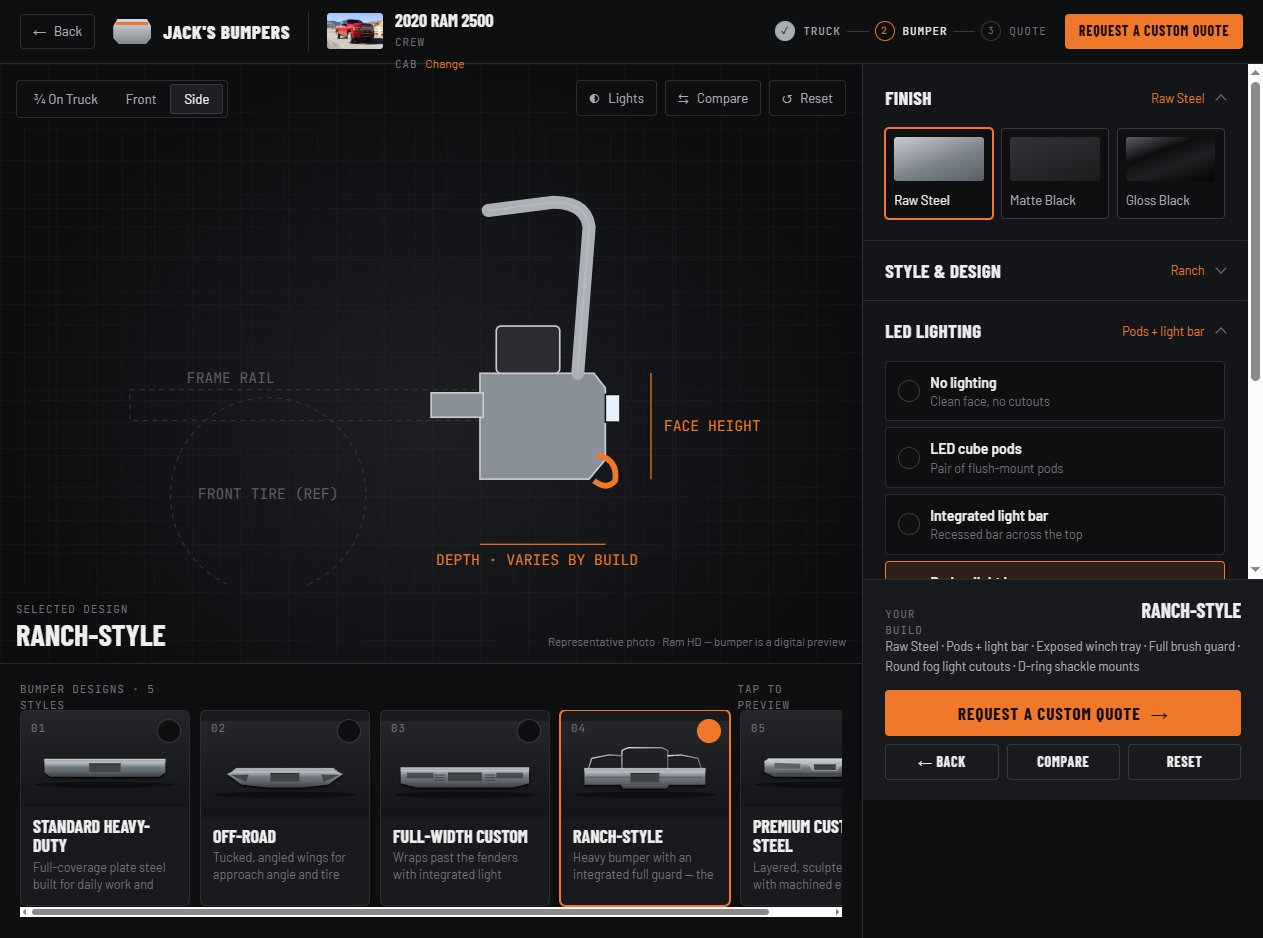 ← Back
JACK'S BUMPERS
2020 RAM 2500
CREW
CAB Change
✓ TRUCK
2 BUMPER
3 QUOTE
REQUEST A CUSTOM QUOTE
¾ On Truck
Front
Side
Lights
Compare
Reset
FRAME RAIL
FRONT TIRE (REF)
FACE HEIGHT
DEPTH · VARIES BY BUILD
SELECTED DESIGN
RANCH-STYLE
Representative photo · Ram HD — bumper is a digital preview
BUMPER DESIGNS · 5
STYLES
TAP TO
PREVIEW
01
STANDARD HEAVY-
DUTY
Full-coverage plate steel
built for daily work and
02
OFF-ROAD
Tucked, angled wings for
approach angle and tire
03
FULL-WIDTH CUSTOM
Wraps past the fenders
with integrated light
04
RANCH-STYLE
Heavy bumper with an
integrated full guard — the
05
PREMIUM CUST
STEEL
Layered, sculpte
with machined e
FINISH
Raw Steel
Raw Steel
Matte Black
Gloss Black
STYLE & DESIGN
Ranch
LED LIGHTING
Pods + light bar
No lighting
Clean face, no cutouts
LED cube pods
Pair of flush-mount pods
Integrated light bar
Recessed bar across the top
YOUR
BUILD
RANCH-STYLE
Raw Steel · Pods + light bar · Exposed winch tray · Full brush guard ·
Round fog light cutouts · D-ring shackle mounts
REQUEST A CUSTOM QUOTE →
← BACK
COMPARE
RESET